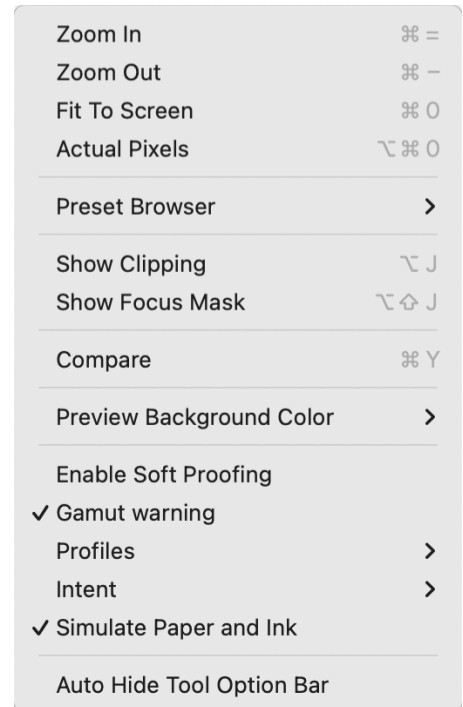 Zoom In ⌘ =
Zoom Out ⌘ −
Fit To Screen ⌘ 0
Actual Pixels ⌥ ⌘ 0
Preset Browser
Show Clipping ⌥ J
Show Focus Mask ⌥ ⇧ J
Compare ⌘ Y
Preview Background Color
Enable Soft Proofing
✓ Gamut warning
Profiles
Intent
✓ Simulate Paper and Ink
Auto Hide Tool Option Bar